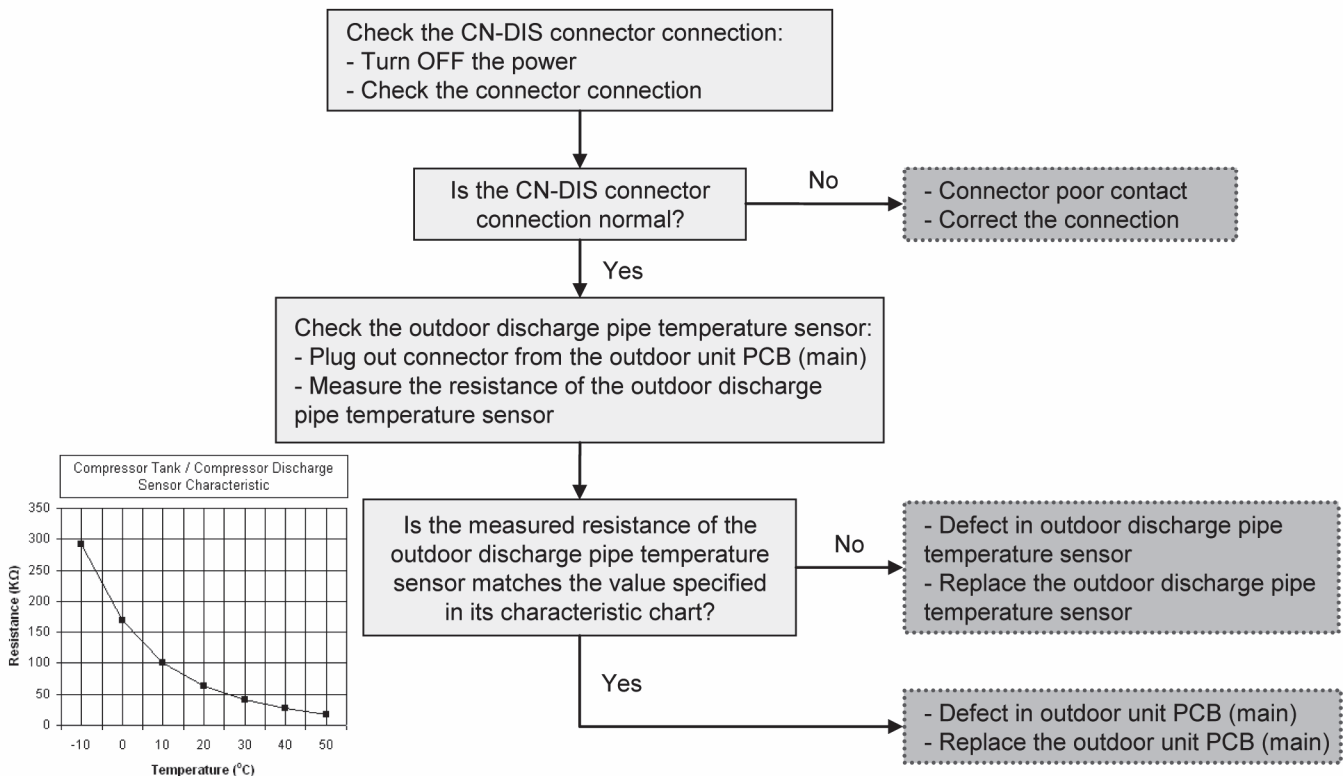 Check the CN-DIS connector connection:
- Turn OFF the power
- Check the connector connection
Is the CN-DIS connector
connection normal?
No
- Connector poor contact
- Correct the connection
Yes
Check the outdoor discharge pipe temperature sensor:
- Plug out connector from the outdoor unit PCB (main)
- Measure the resistance of the outdoor discharge
pipe temperature sensor
Compressor Tank / Compressor Discharge
Sensor Characteristic
Resistance (KΩ)
350
300
250
200
150
100
50
0
-10 0 10 20 30 40 50
Temperature (°C)
Is the measured resistance of the
outdoor discharge pipe temperature
sensor matches the value specified
in its characteristic chart?
No
- Defect in outdoor discharge pipe
temperature sensor
- Replace the outdoor discharge pipe
temperature sensor
Yes
- Defect in outdoor unit PCB (main)
- Replace the outdoor unit PCB (main)